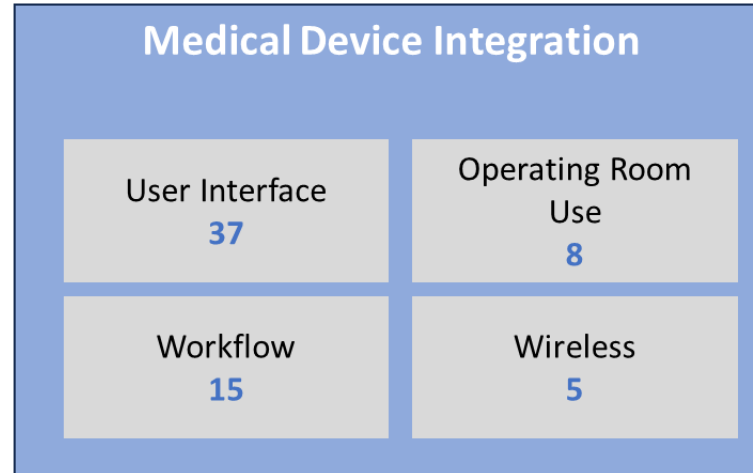 Medical Device Integration
User Interface
37
Operating Room
Use
8
Workflow
15
Wireless
5